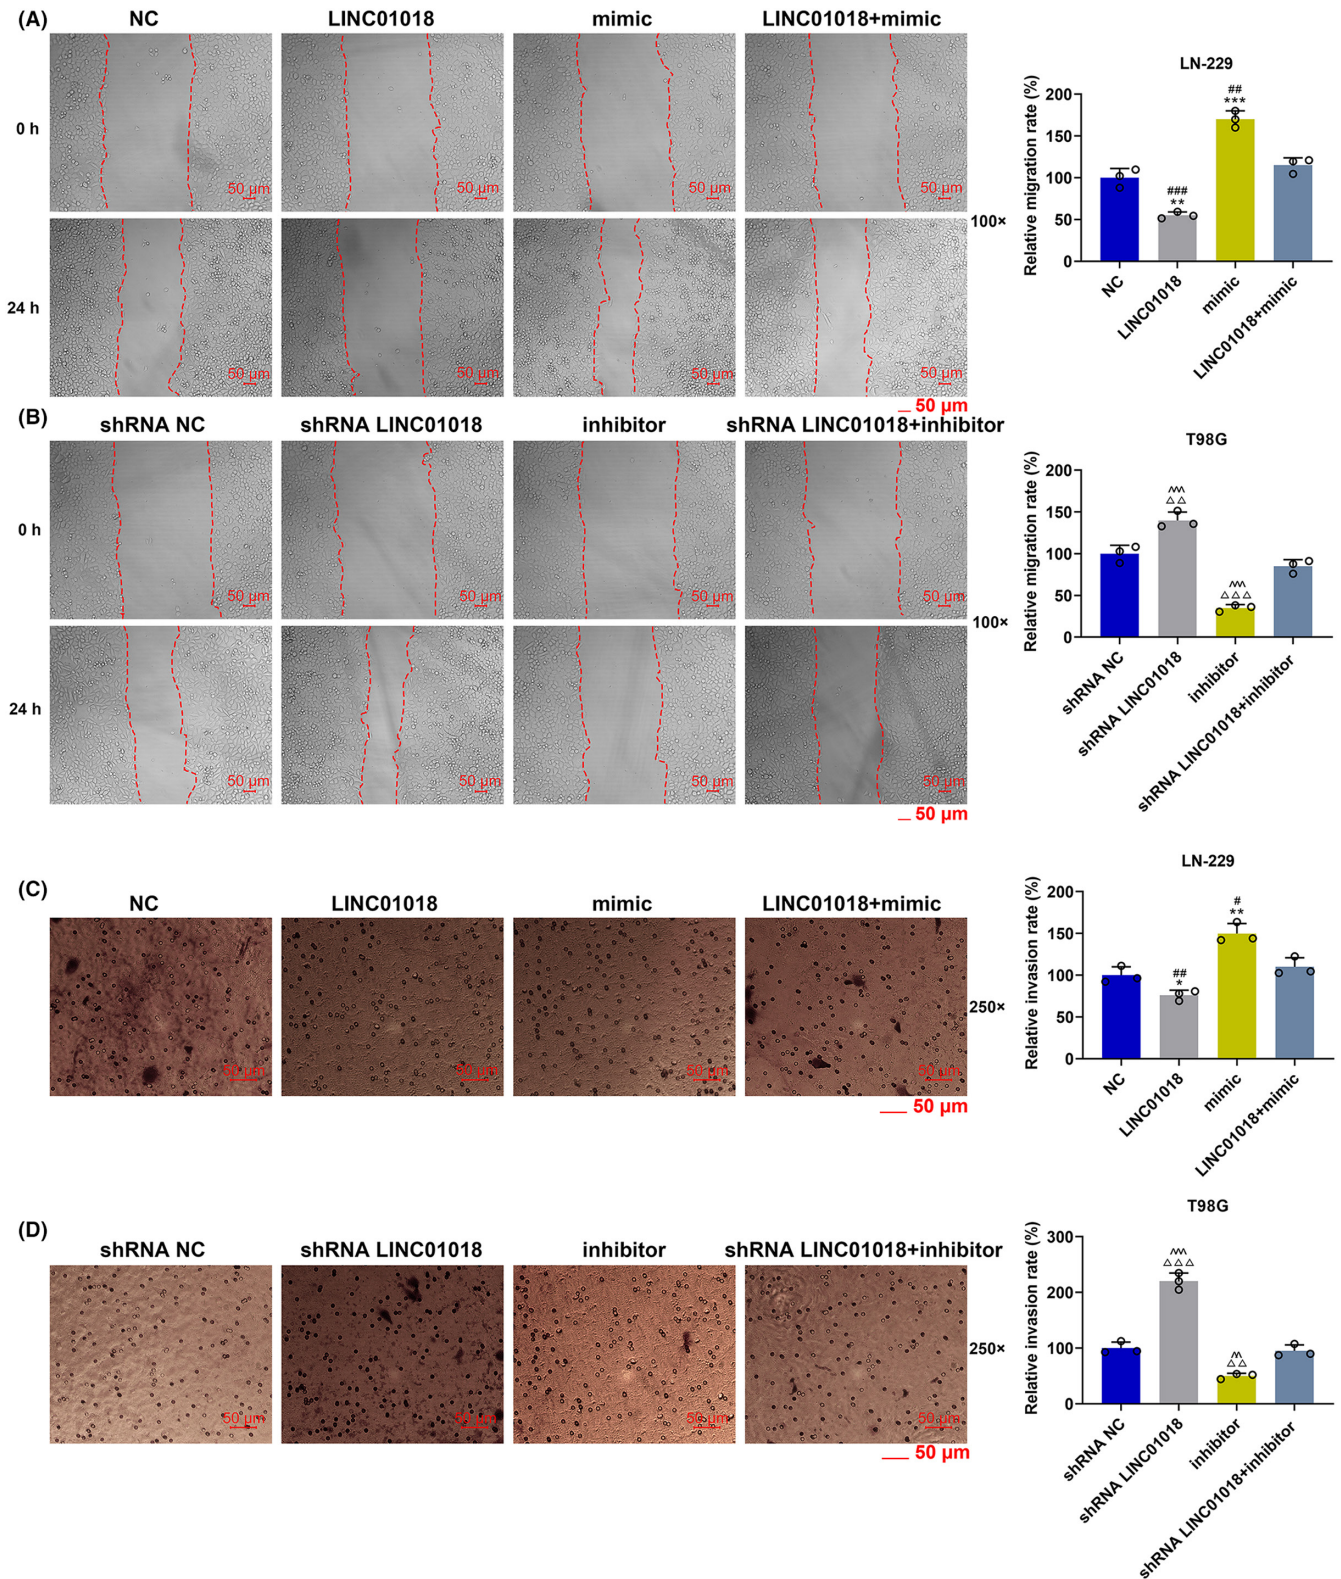 (A)
NC LINC01018 mimic LINC01018+mimic
0 h
50 µm 50 µm 50 µm 50 µm
100×
24 h
50 µm 50 µm 50 µm 50 µm
50 µm
LN-229
Relative migration rate (%)
200
150
100
50
0
##
***
###
**
NC LINC01018 mimic LINC01018+mimic
(B)
shRNA NC shRNA LINC01018 inhibitor shRNA LINC01018+inhibitor
0 h
50 µm 50 µm 50 µm 50 µm
100×
24 h
50 µm 50 µm 50 µm 50 µm
50 µm
T98G
Relative migration rate (%)
200
150
100
50
0
^^^
△△
^^^
△△△
shRNA NC shRNA LINC01018 inhibitor shRNA LINC01018+inhibitor
(C)
NC LINC01018 mimic LINC01018+mimic
50 µm 50 µm 50 µm 50 µm
250×
50 µm
LN-229
Relative invasion rate (%)
200
150
100
50
0
#
**
##
*
NC LINC01018 mimic LINC01018+mimic
(D)
shRNA NC shRNA LINC01018 inhibitor shRNA LINC01018+inhibitor
50 µm 50 µm 50 µm 50 µm
250×
50 µm
T98G
Relative invasion rate (%)
300
200
100
0
^^^
△△△
^^
△△
shRNA NC shRNA LINC01018 inhibitor shRNA LINC01018+inhibitor